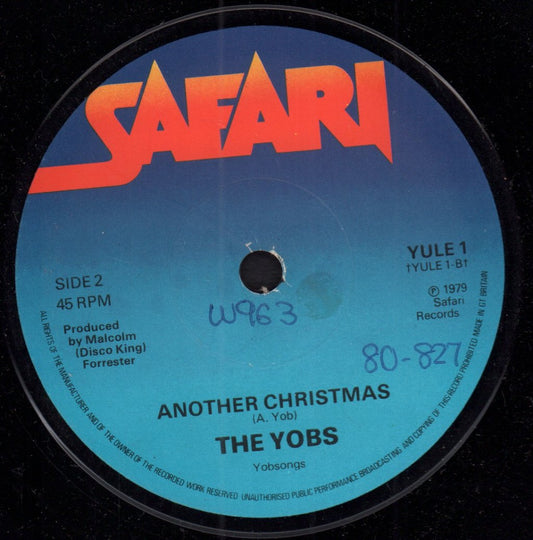 SAFARI
YULE 1
†YULE 1-B†
SIDE 2
45 RPM
℗ 1979
Safari
Records
Produced
by Malcolm
(Disco King)
Forrester
W963
80-827
ANOTHER CHRISTMAS
(A. Yob)
THE YOBS
Yobsongs
ALL RIGHTS OF THE MANUFACTURER AND OF THE OWNER OF THE RECORDED WORK RESERVED UNAUTHORISED PUBLIC PERFORMANCE BROADCASTING AND COPYING OF THIS RECORD PROHIBITED MADE IN GT BRITAIN